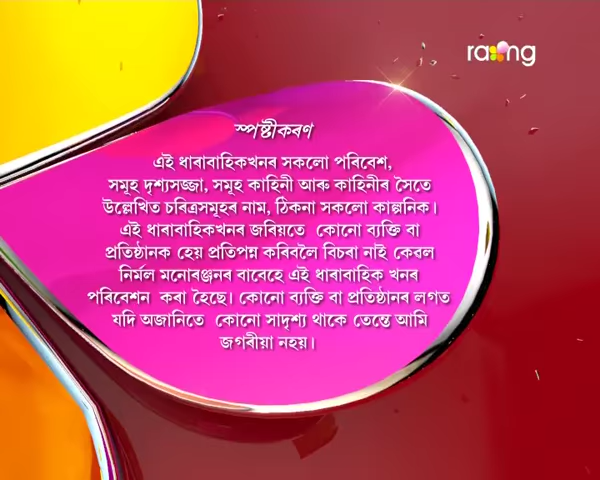 rang
স্পষ্টীকৰণ
এই ধাৰাবাহিকখনৰ সকলো পৰিবেশ,
সমূহ দৃশ্যসজ্জা, সমূহ কাহিনী আৰু কাহিনীৰ সৈতে
উল্লেখিত চৰিত্ৰসমূহৰ নাম, ঠিকনা সকলো কাল্পনিক।
এই ধাৰাবাহিকখনৰ জৰিয়তে কোনো ব্যক্তি বা
প্ৰতিষ্ঠানক হেয় প্ৰতিপন্ন কৰিবলৈ বিচৰা নাই কেৱল
নিৰ্মল মনোৰঞ্জনৰ বাবেহে এই ধাৰাবাহিক খনৰ
পৰিবেশন কৰা হৈছে। কোনো ব্যক্তি বা প্ৰতিষ্ঠানৰ লগত
যদি অজানিতে কোনো সাদৃশ্য থাকে তেন্তে আমি
জগৰীয়া নহয়।